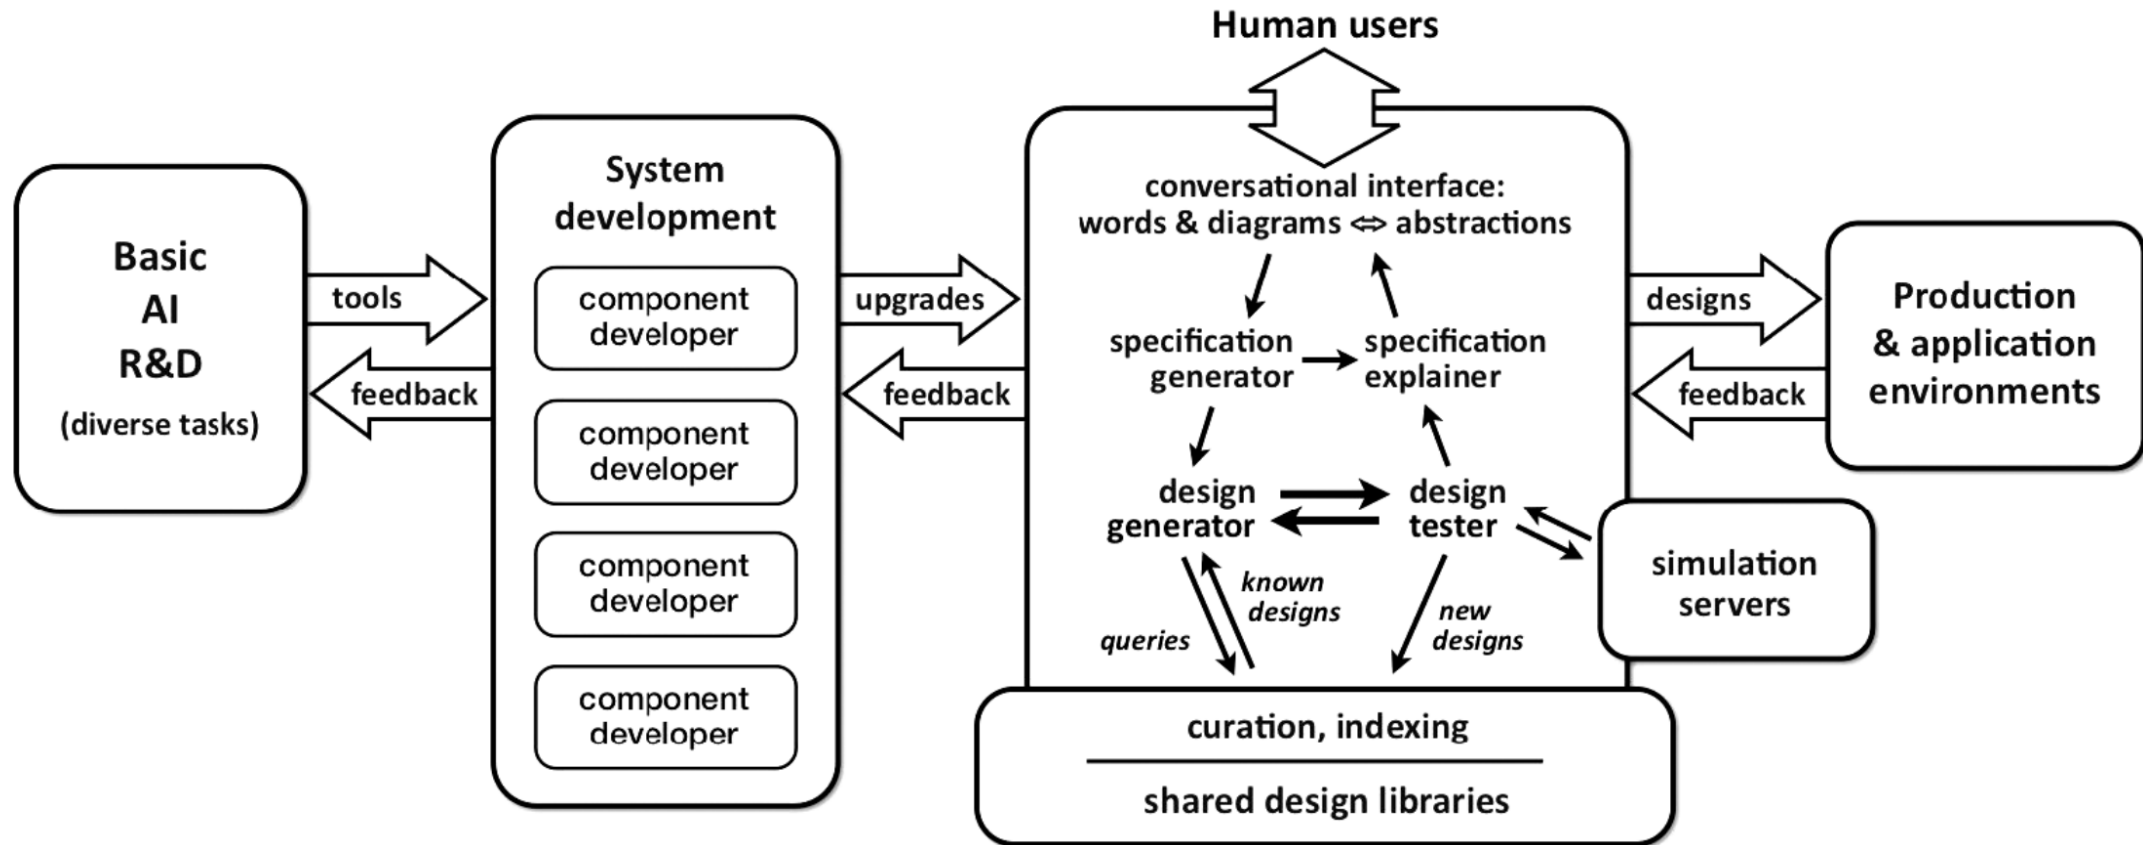 Human users
Basic
AI
R&D
(diverse tasks)
tools
feedback
System
development
component
developer
component
developer
component
developer
component
developer
upgrades
feedback
conversational interface:
words & diagrams ⇔ abstractions
specification
generator
specification
explainer
design
generator
design
tester
queries
known
designs
new
designs
curation, indexing
shared design libraries
simulation
servers
designs
feedback
Production
& application
environments